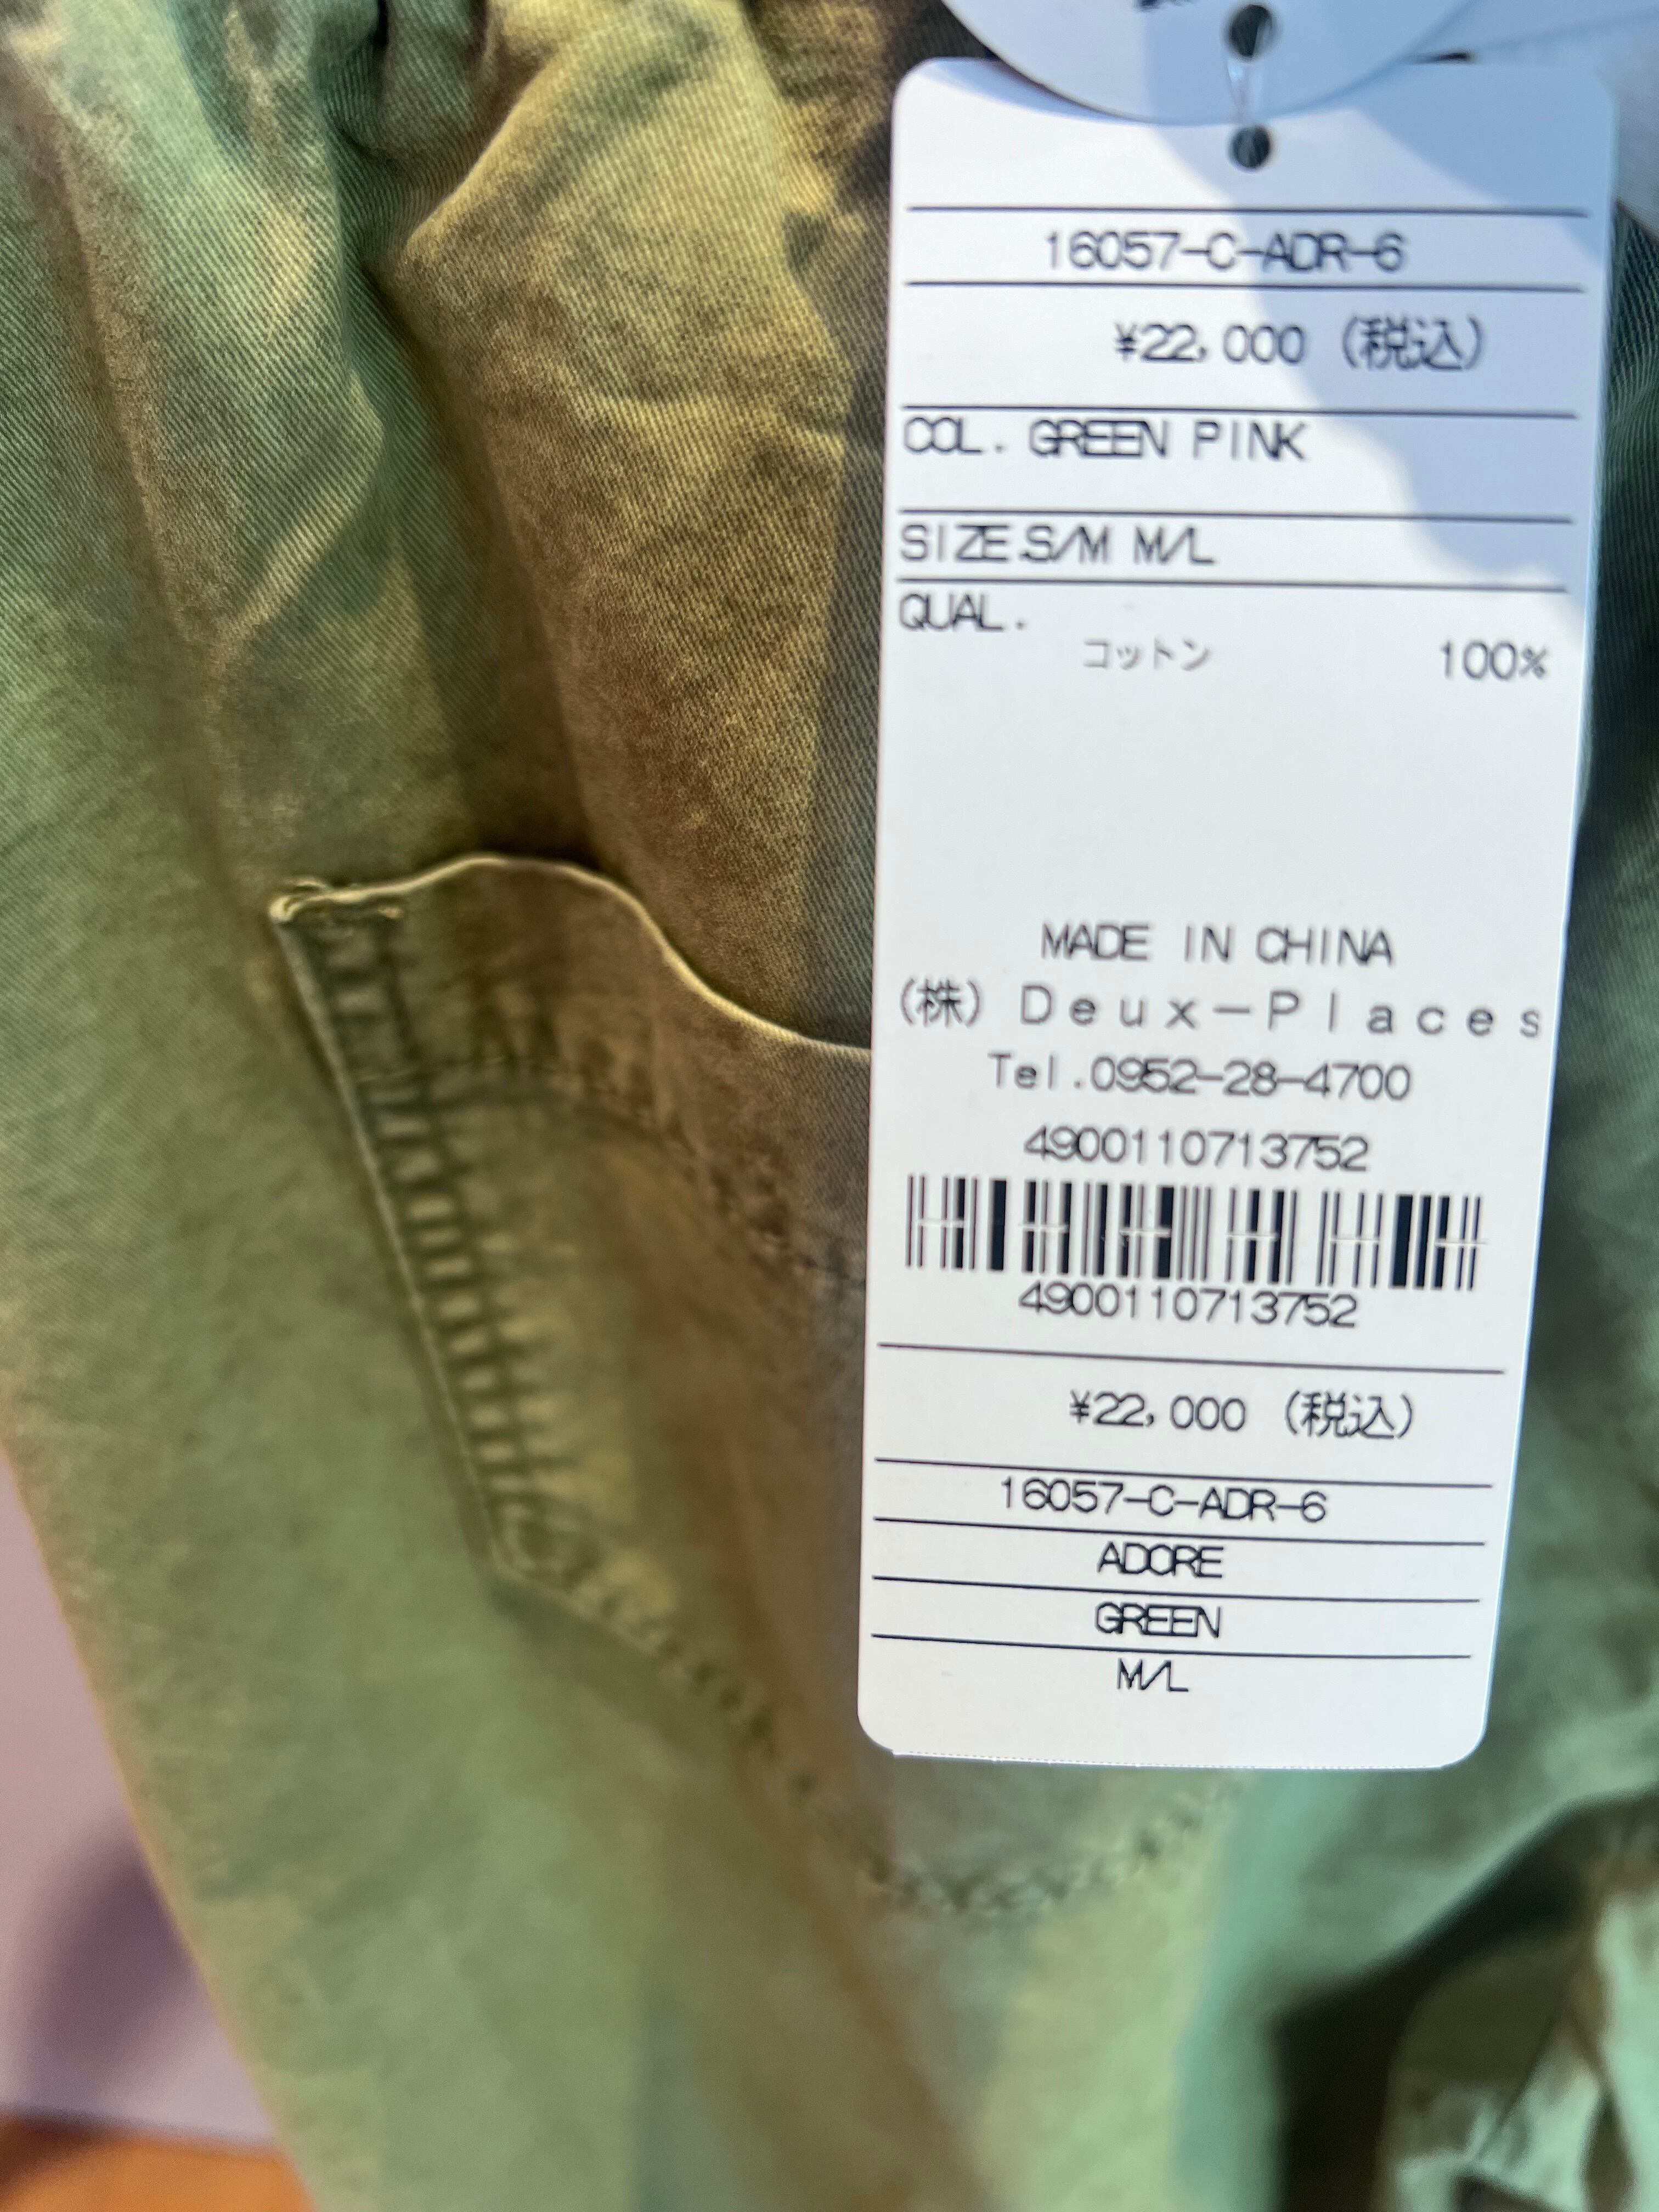 16057-C-ADR-6
¥22,000 (税込)
COL. GREEN PINK
SIZE.S/M M/L
QUAL.
コットン 100%
MADE IN CHINA
(株) Deux-Places
Tel.0952-28-4700
4900110713752
4900110713752
¥22,000 (税込)
16057-C-ADR-6
ADORE
GREEN
M/L